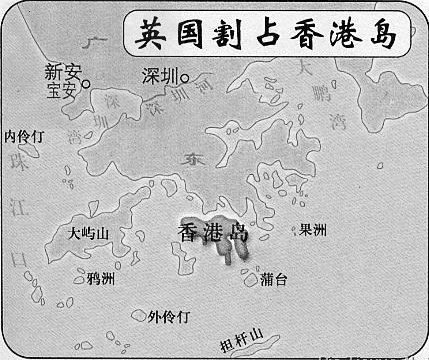 英国割占香港岛
广
新安
宝安
深圳
深圳河
大鹏湾
深圳湾
内伶仃
珠江口
东
大屿山
香港岛
果洲
鸦洲
蒲台
外伶仃
担杆山